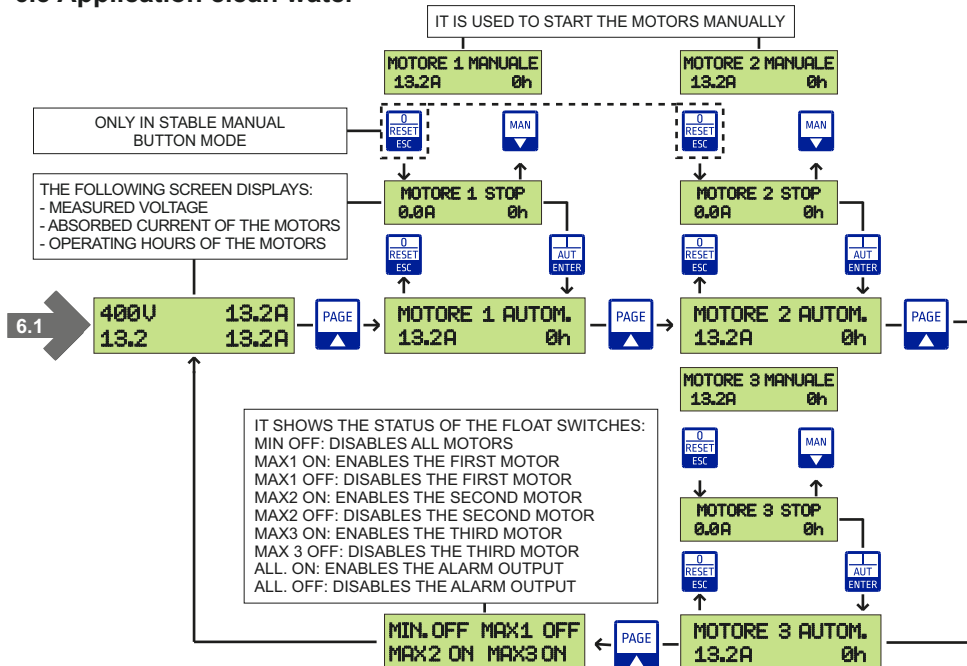 IT IS USED TO START THE MOTORS MANUALLY
MOTORE 1 MANUALE
13.2A 0h
MOTORE 2 MANUALE
13.2A 0h
ONLY IN STABLE MANUAL
BUTTON MODE
0
RESET
ESC
MAN
0
RESET
ESC
MAN
THE FOLLOWING SCREEN DISPLAYS:
- MEASURED VOLTAGE
- ABSORBED CURRENT OF THE MOTORS
- OPERATING HOURS OF THE MOTORS
MOTORE 1 STOP
0.0A 0h
MOTORE 2 STOP
0.0A 0h
0
RESET
ESC
I
AUT
ENTER
0
RESET
ESC
I
AUT
ENTER
6.1
400V 13.2A
13.2 13.2A
PAGE
MOTORE 1 AUTOM.
13.2A 0h
PAGE
MOTORE 2 AUTOM.
13.2A 0h
PAGE
MOTORE 3 MANUALE
13.2A 0h
IT SHOWS THE STATUS OF THE FLOAT SWITCHES:
MIN OFF: DISABLES ALL MOTORS
MAX1 ON: ENABLES THE FIRST MOTOR
MAX1 OFF: DISABLES THE FIRST MOTOR
MAX2 ON: ENABLES THE SECOND MOTOR
MAX2 OFF: DISABLES THE SECOND MOTOR
MAX3 ON: ENABLES THE THIRD MOTOR
MAX 3 OFF: DISABLES THE THIRD MOTOR
ALL. ON: ENABLES THE ALARM OUTPUT
ALL. OFF: DISABLES THE ALARM OUTPUT
0
RESET
ESC
MAN
MOTORE 3 STOP
0.0A 0h
0
RESET
ESC
I
AUT
ENTER
MIN.OFF MAX1 OFF
MAX2 ON MAX3 ON
PAGE
MOTORE 3 AUTOM.
13.2A 0h